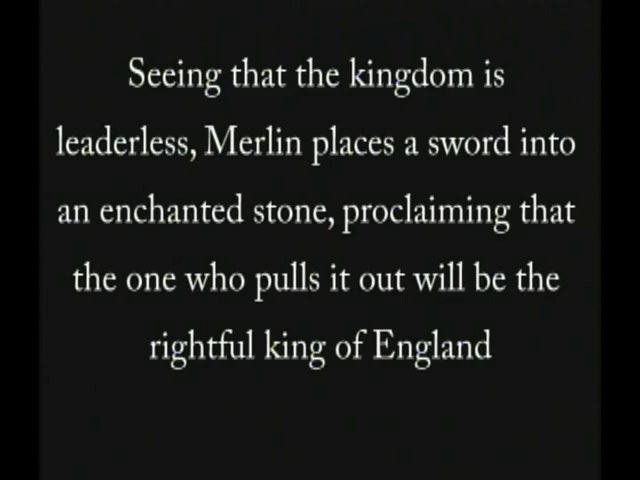 Seeing that the kingdom is
leaderless, Merlin places a sword into
an enchanted stone, proclaiming that
the one who pulls it out will be the
rightful king of England